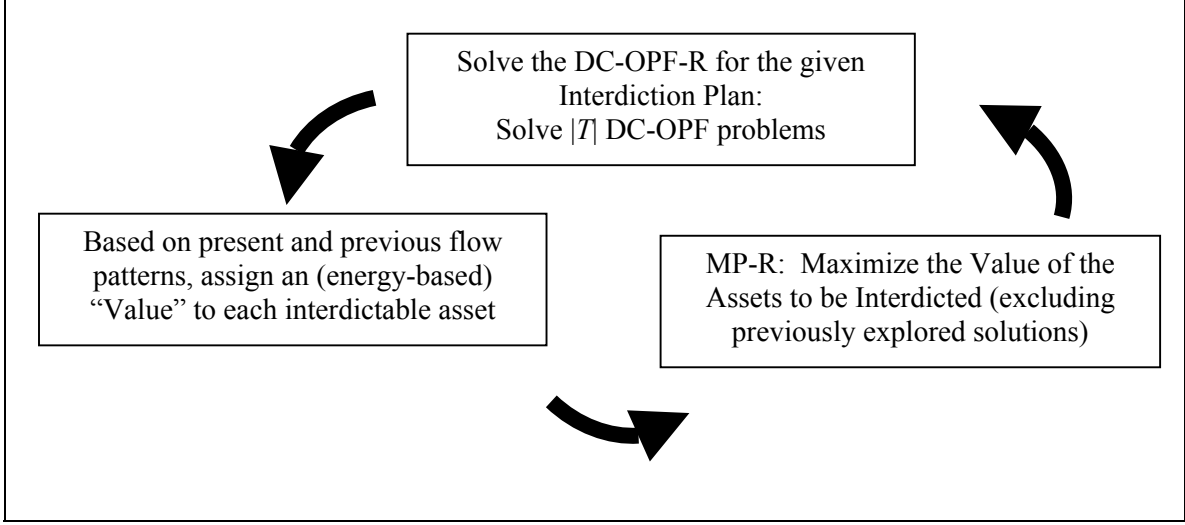 Solve the DC-OPF-R for the given
Interdiction Plan:
Solve |T| DC-OPF problems
Based on present and previous flow
patterns, assign an (energy-based)
“Value” to each interdictable asset
MP-R:  Maximize the Value of the
Assets to be Interdicted (excluding
previously explored solutions)